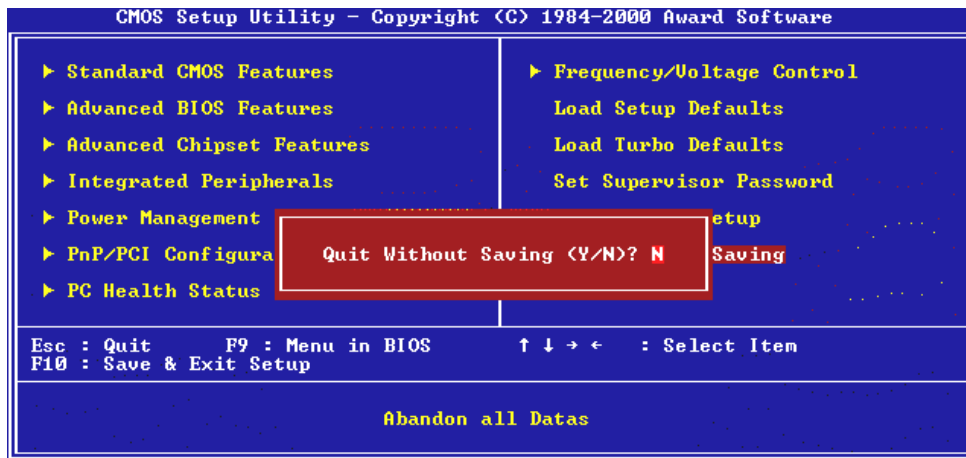 CMOS Setup Utility - Copyright (C) 1984-2000 Award Software
Standard CMOS Features
Advanced BIOS Features
Advanced Chipset Features
Integrated Peripherals
Power Management
PnP/PCI Configura
PC Health Status
Frequency/Voltage Control
Load Setup Defaults
Load Turbo Defaults
Set Supervisor Password
etup
Saving
Quit Without Saving (Y/N)? N
Esc : Quit F9 : Menu in BIOS ↑ ↓ → ← : Select Item
F10 : Save & Exit Setup
Abandon all Datas